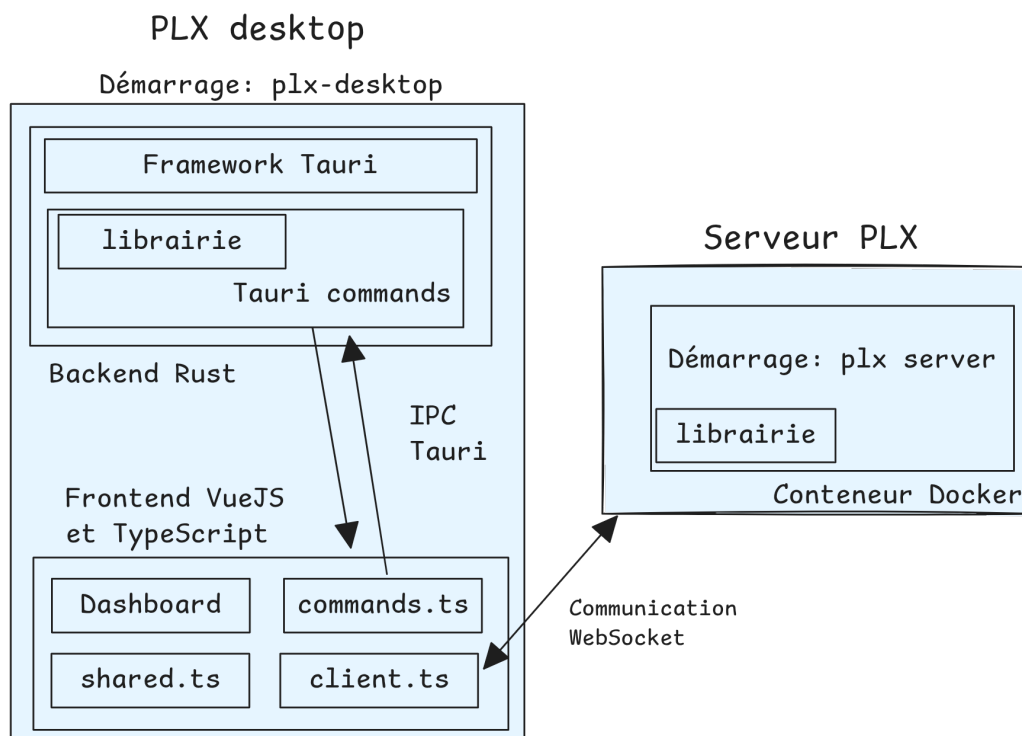 PLX desktop
Démarrage: plx-desktop
Framework Tauri
librairie
Tauri commands
Backend Rust
IPC
Tauri
Frontend VueJS
et TypeScript
Dashboard
commands.ts
shared.ts
client.ts
Serveur PLX
Démarrage: plx server
librairie
Conteneur Docker
Communication
WebSocket